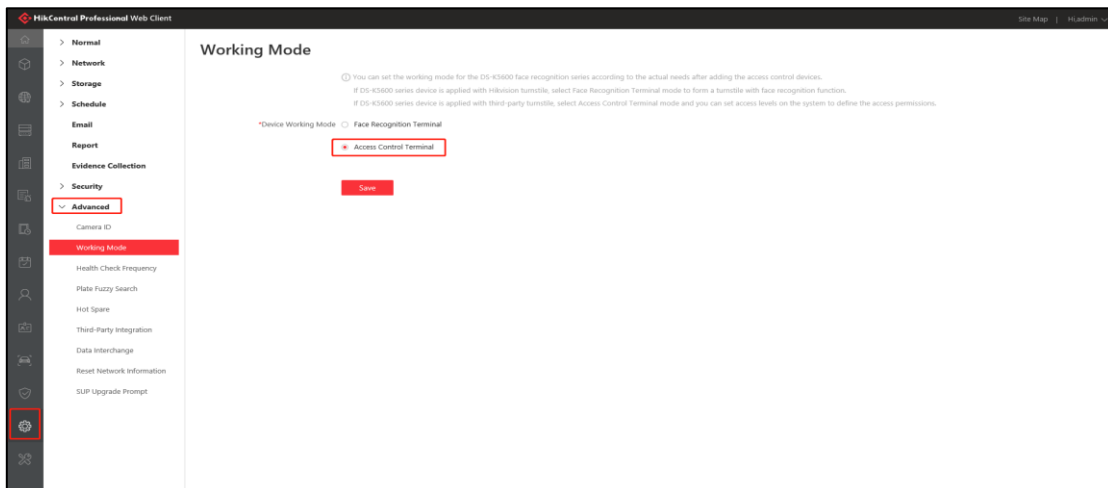 HikCentral Professional Web Client
Site Map | Hi,admin
Normal
Network
Storage
Schedule
Email
Report
Evidence Collection
Security
Advanced
Camera ID
Working Mode
Health Check Frequency
Plate Fuzzy Search
Hot Spare
Third-Party Integration
Data Interchange
Reset Network Information
SUP Upgrade Prompt
Working Mode
You can set the working mode for the DS-K5600 face recognition series according to the actual needs after adding the access control devices.
If DS-K5600 series device is applied with Hikvision turnstile, select Face Recognition Terminal mode to form a turnstile with face recognition function.
If DS-K5600 series device is applied with third-party turnstile, select Access Control Terminal mode and you can set access levels on the system to define the access permissions.
*Device Working Mode Face Recognition Terminal
Access Control Terminal
Save